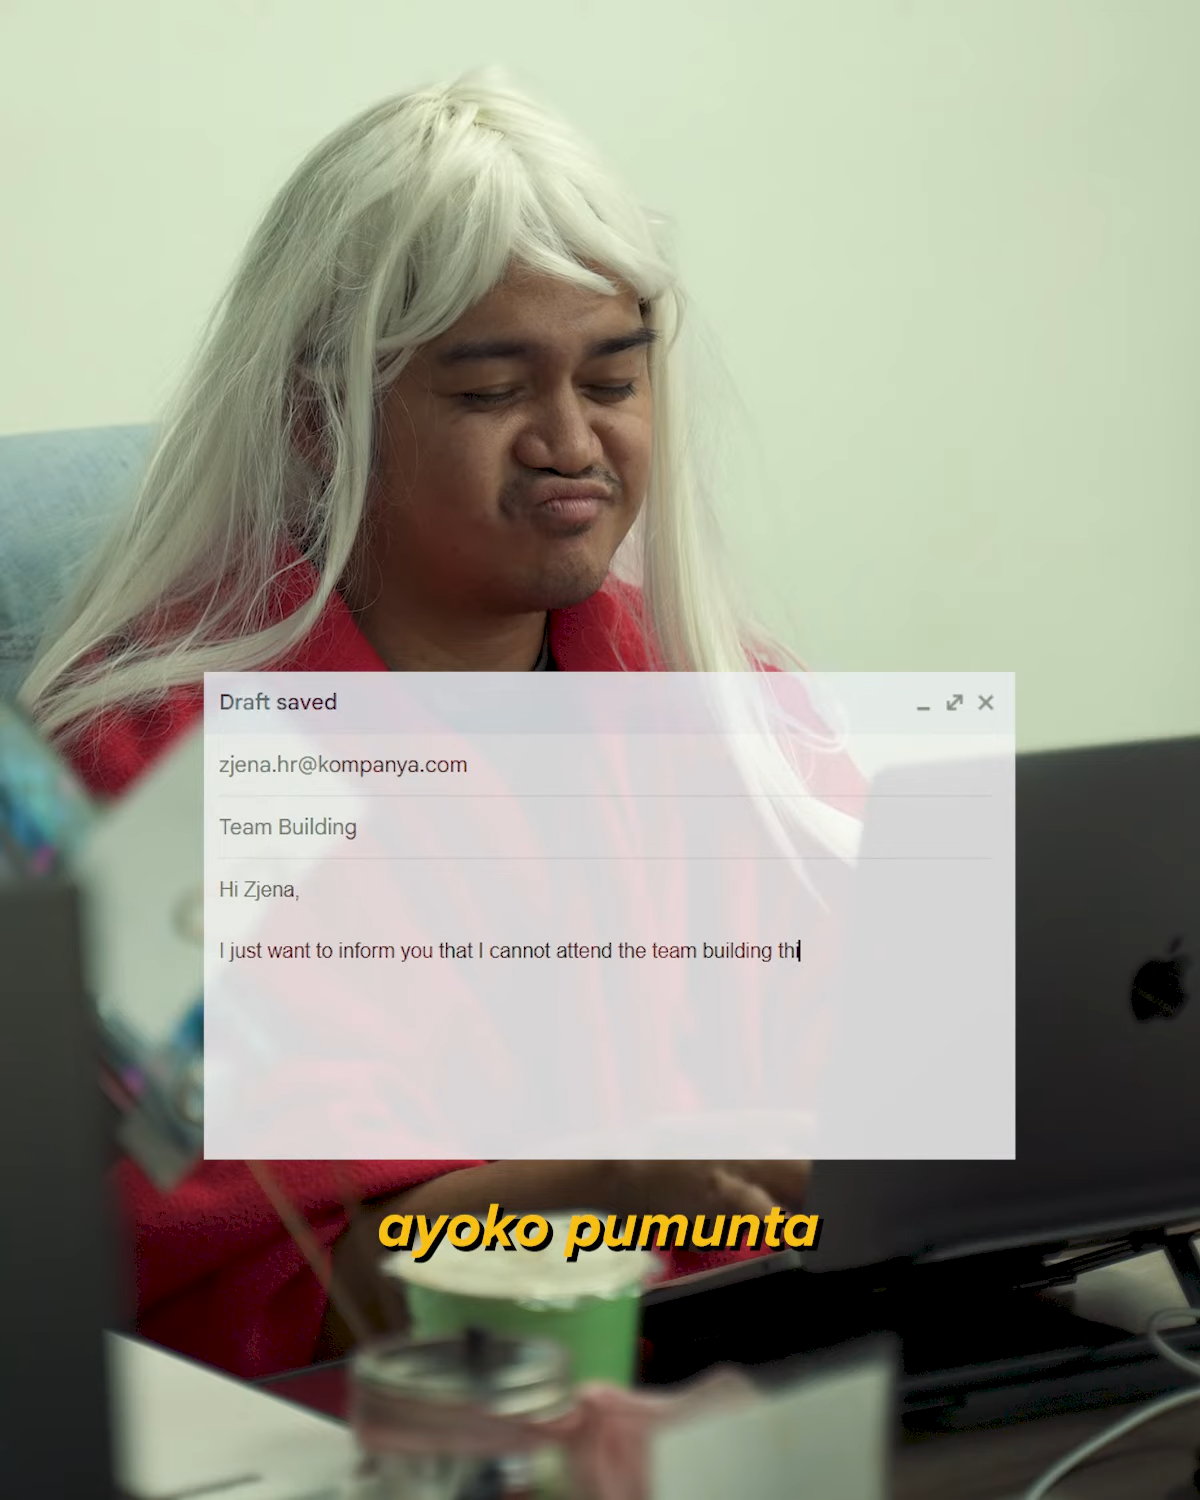 Draft saved
zjena.hr@kompanya.com
Team Building
Hi Zjena,
I just want to inform you that I cannot attend the team building thi
ayoko pumunta